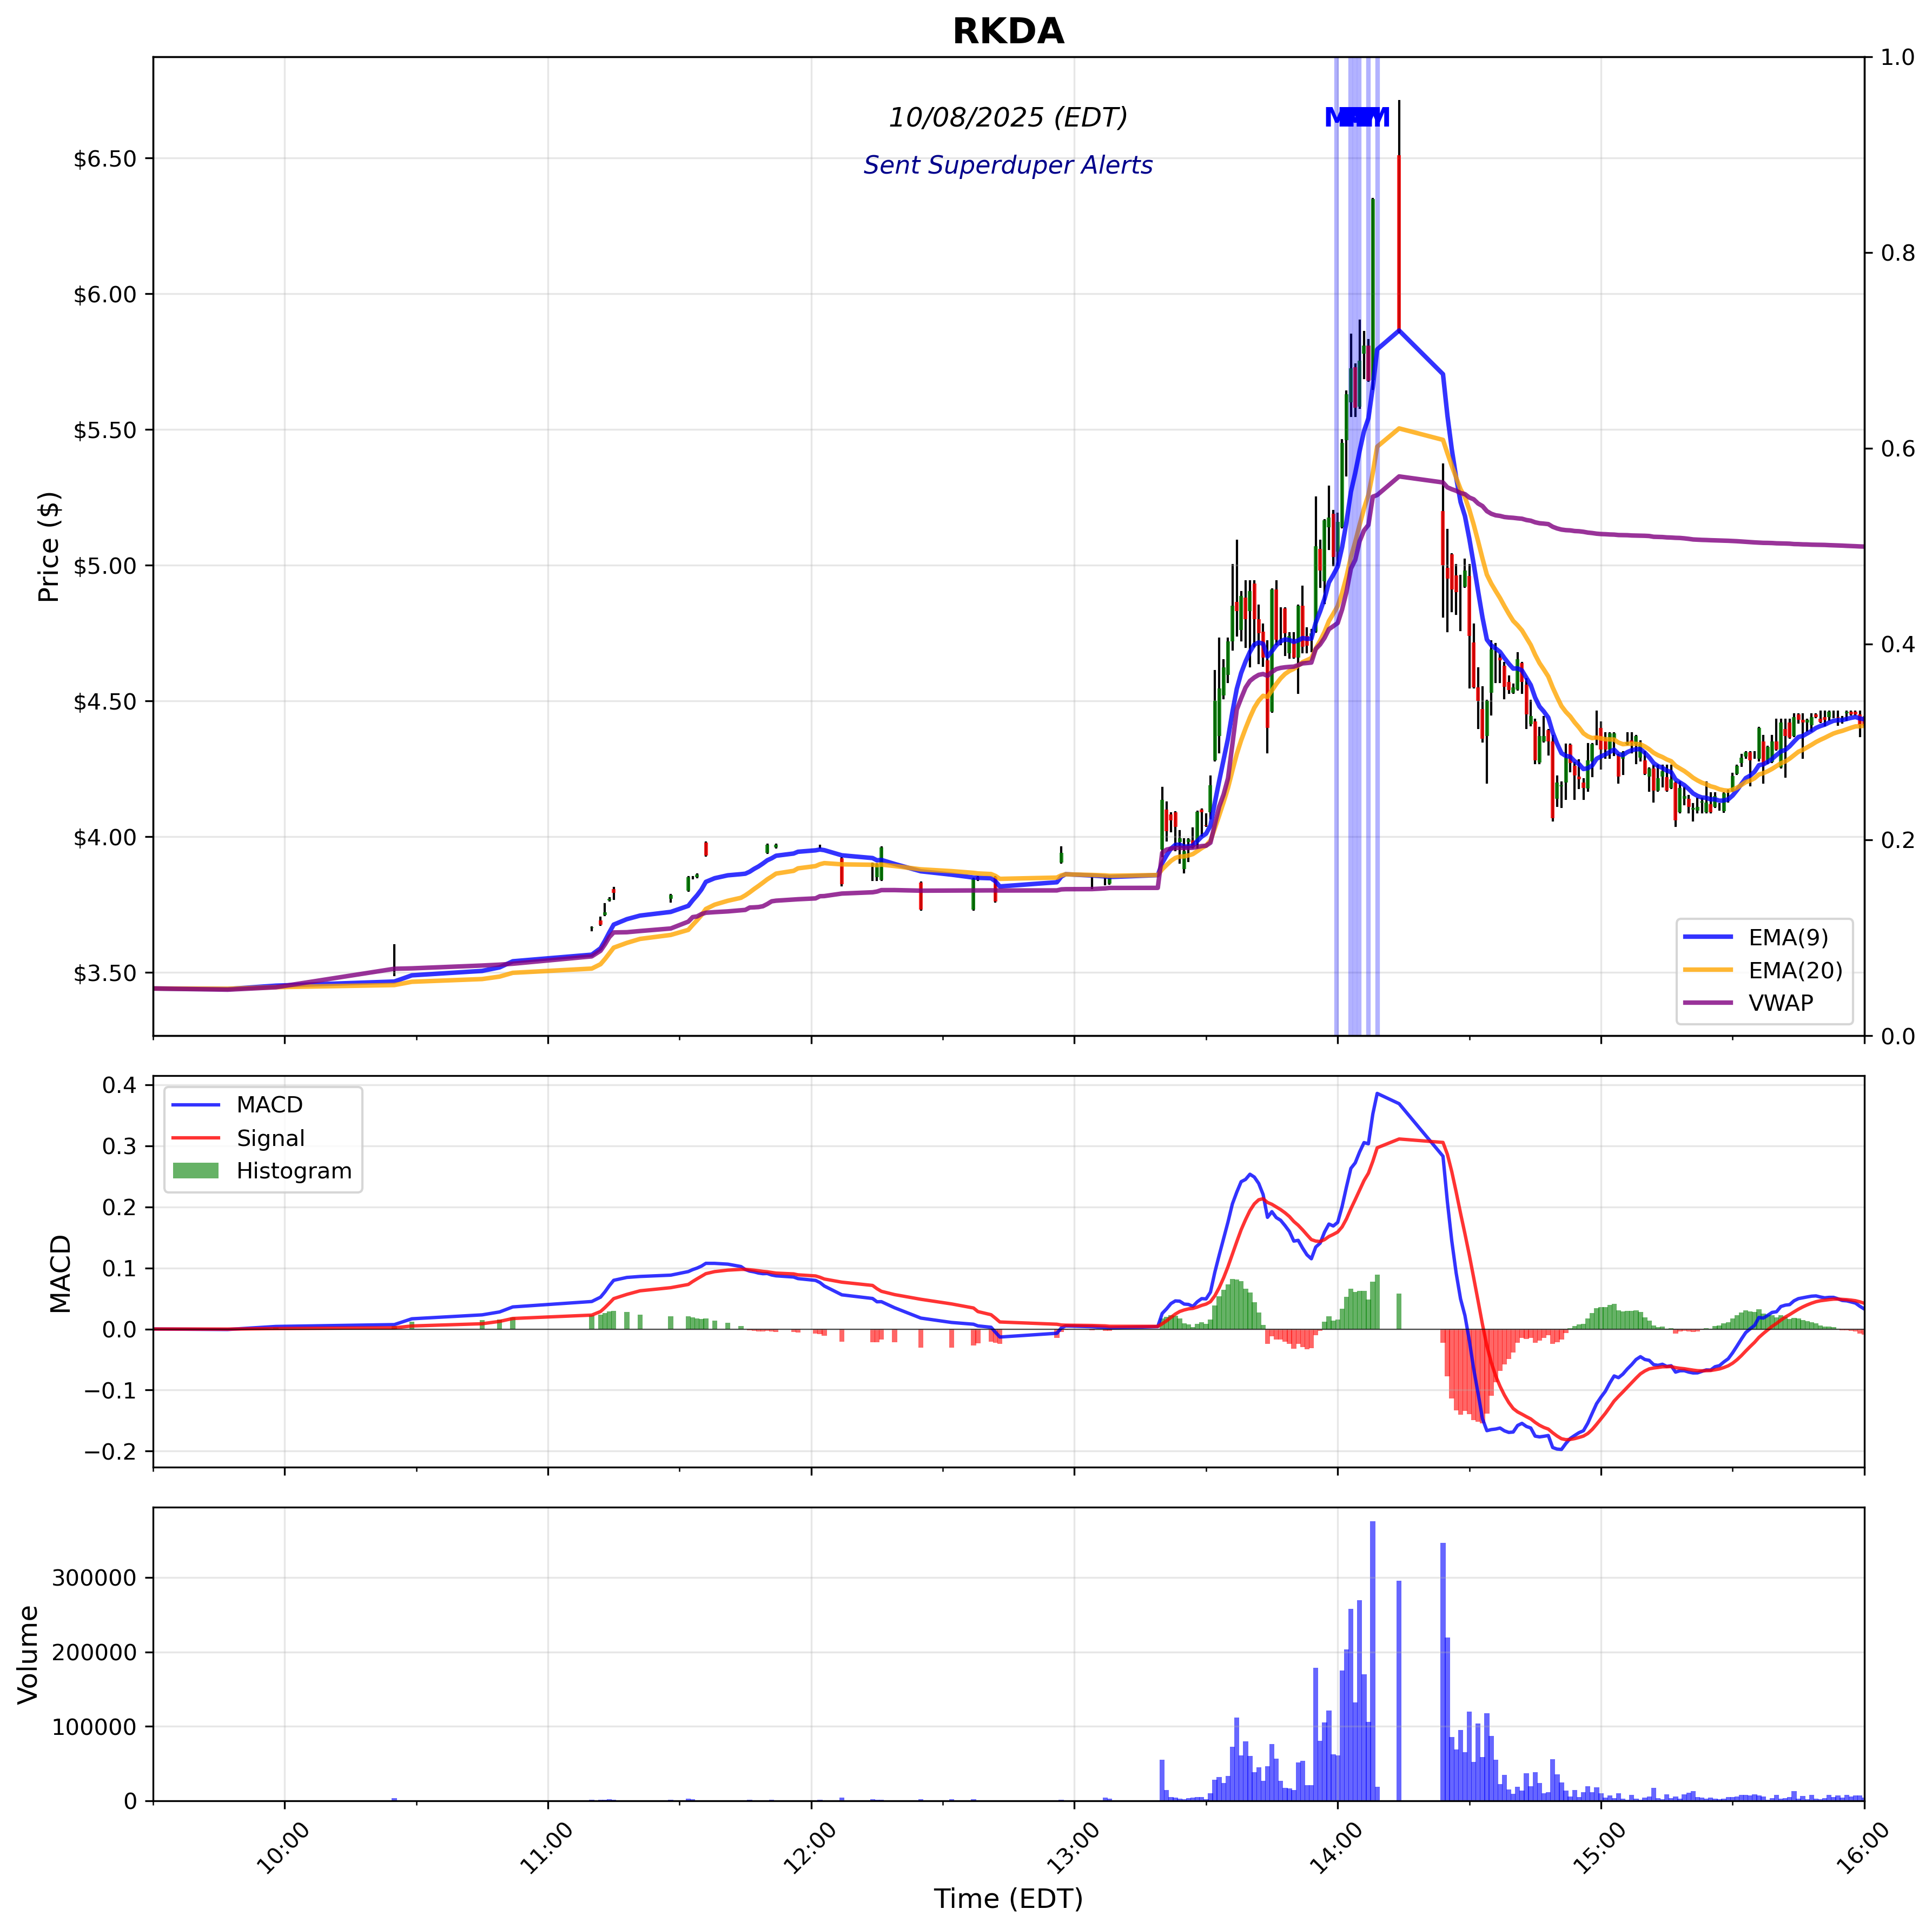 RKDA
10/08/2025 (EDT)
Sent Superduper Alerts
Price ($)
$6.50
$6.00
$5.50
$5.00
$4.50
$4.00
$3.50
1.0
0.8
0.6
0.4
0.2
0.0
EMA(9)
EMA(20)
VWAP
MACD
0.4
0.3
0.2
0.1
0.0
−0.1
−0.2
MACD
Signal
Histogram
Volume
300000
200000
100000
0
10:00 11:00 12:00 13:00 14:00 15:00 16:00
Time (EDT)